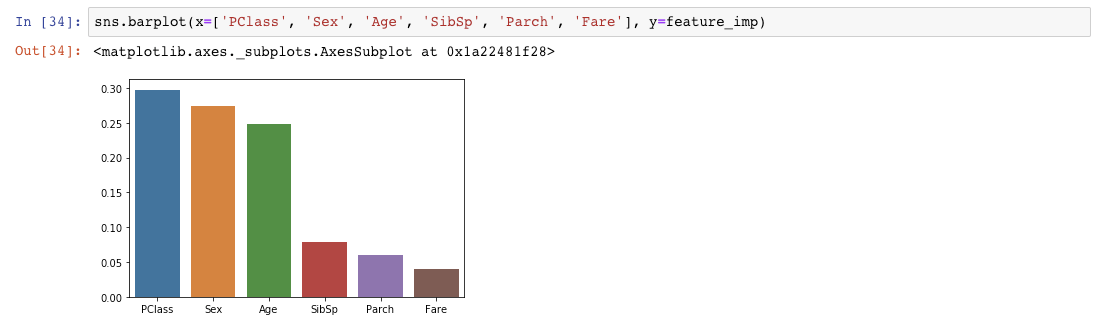 In [34]: sns.barplot(x=['PClass', 'Sex', 'Age', 'SibSp', 'Parch', 'Fare'], y=feature_imp)
Out[34]: <matplotlib.axes._subplots.AxesSubplot at 0x1a22481f28>
0.30
0.25
0.20
0.15
0.10
0.05
0.00
PClass Sex Age SibSp Parch Fare